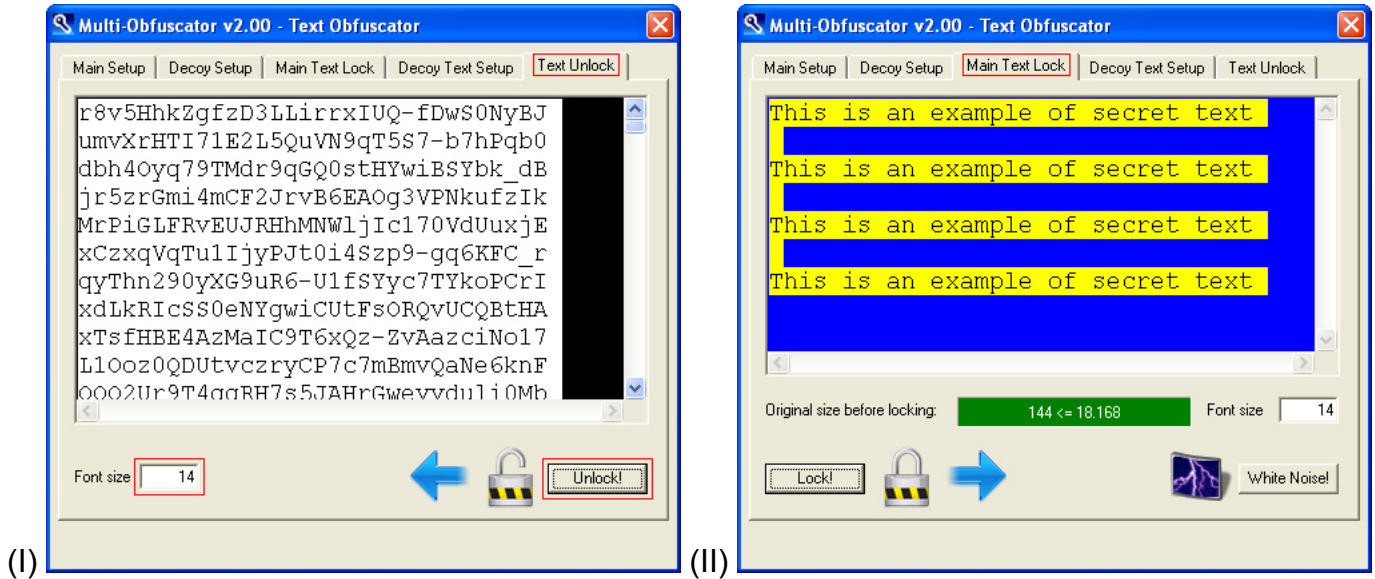 Multi-Obfuscator v2.00 - Text Obfuscator
Main Setup Decoy Setup Main Text Lock Decoy Text Setup Text Unlock
r8v5HhkZgfzD3LLirrxIUQ-fDwS0NyBJ
umvXrHTI71E2L5QuVN9qT5S7-b7hPqb0
dbh4Oyq79TMdr9qGQ0stHYwiBSYbk_dB
jr5zrGmi4mCF2JrvB6EAOg3VPNkufzIk
MrPiGLFRvEUJRHhMNWljIc170VdUuxjE
xCzxqVqTu1IjyPJt0i4Szp9-gq6KFC_r
qyThn290yXG9uR6-U1fSYyc7TYkoPCrI
xdLkRIcSS0eNYgwiCUtFsORQvUCQBtHA
xTsfHBE4AzMaIC9T6xQz-ZvAazciNo17
L1Ooz0QDUtvczryCP7c7mBmvQaNe6knF
Font size 14
Unlock!
(I)
Multi-Obfuscator v2.00 - Text Obfuscator
Main Setup Decoy Setup Main Text Lock Decoy Text Setup Text Unlock
This is an example of secret text
This is an example of secret text
This is an example of secret text
This is an example of secret text
Original size before locking: 144 <= 18.168 Font size 14
Lock! White Noise!
(II)